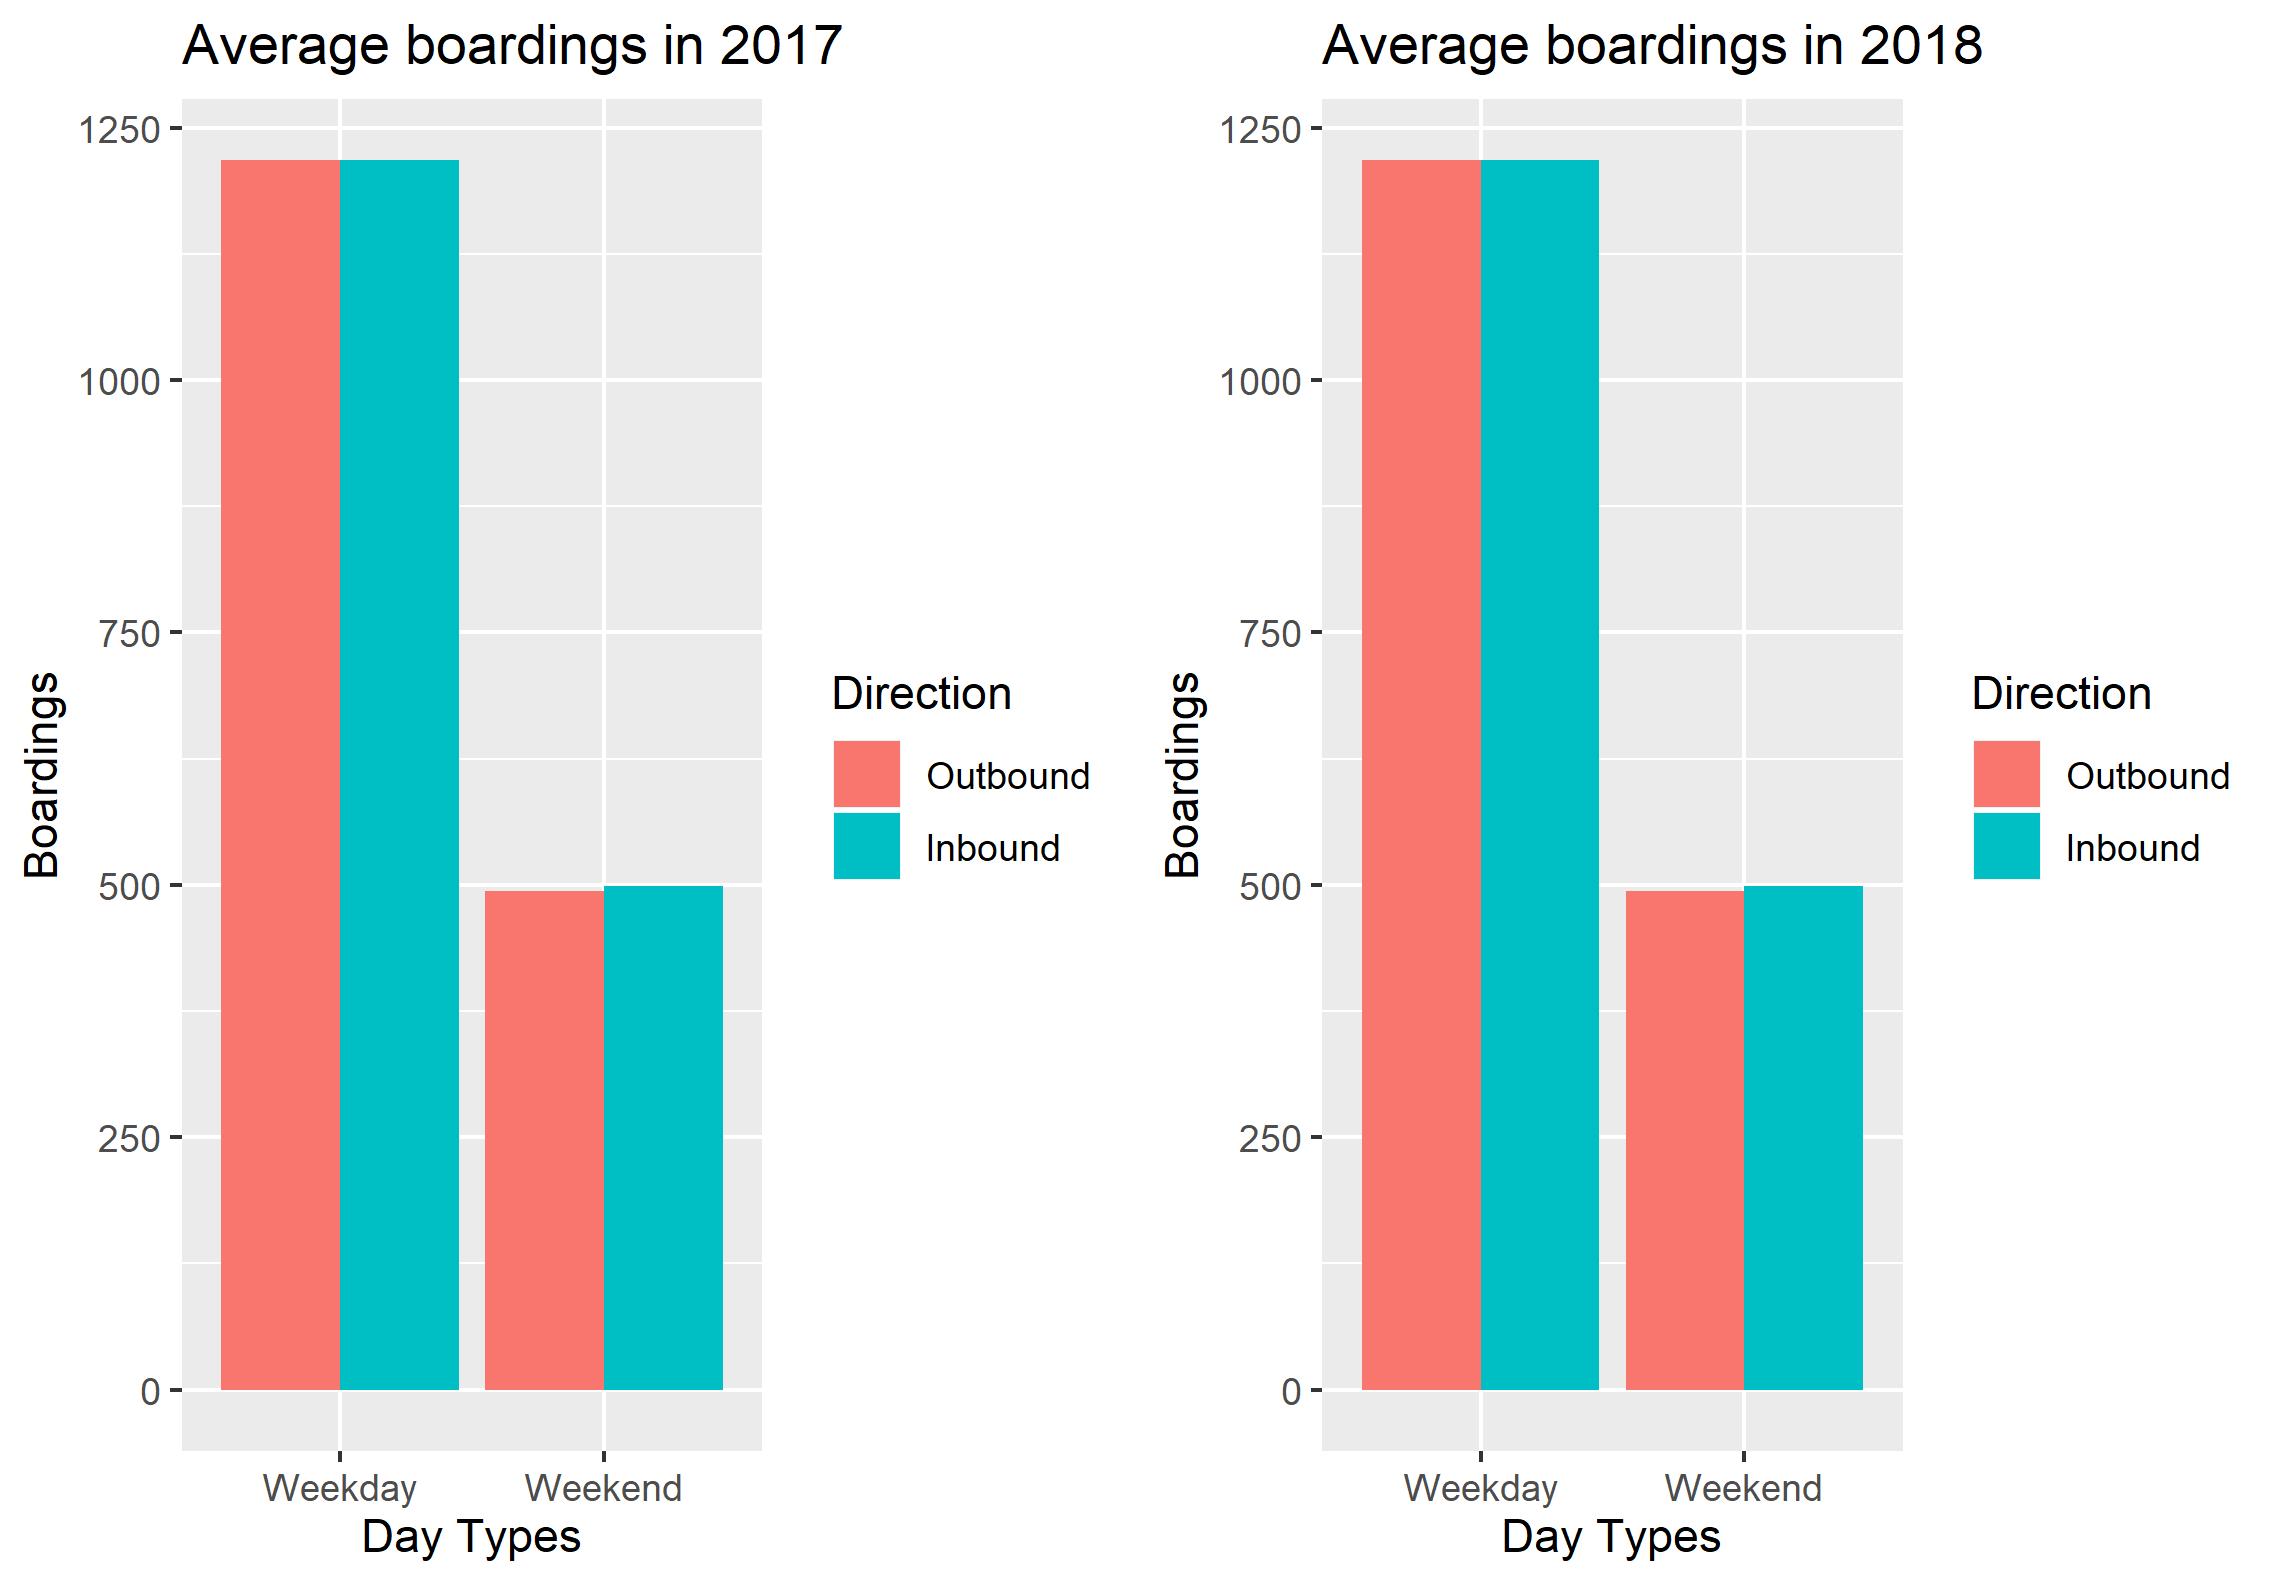 Average boardings in 2017
1250
1000
750
500
250
0
Boardings
Weekday Weekend
Day Types
Direction
Outbound
Inbound
Average boardings in 2018
1250
1000
750
500
250
0
Boardings
Weekday Weekend
Day Types
Direction
Outbound
Inbound